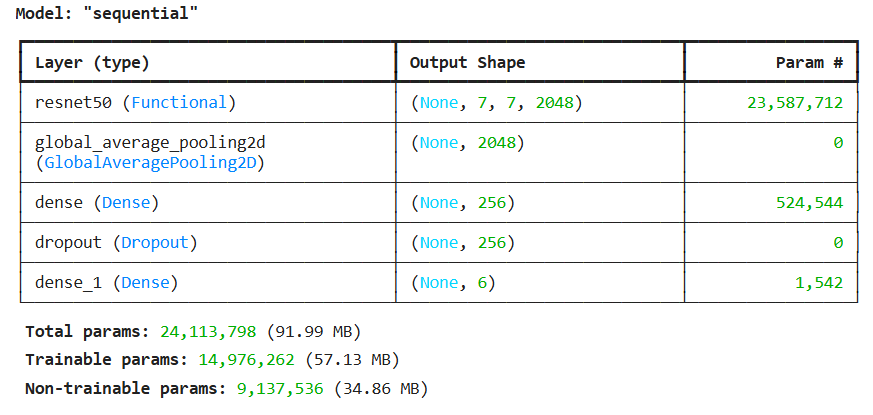 Model: "sequential"
Layer (type) Output Shape Param #
resnet50 (Functional) (None, 7, 7, 2048) 23,587,712
global_average_pooling2d (None, 2048) 0
(GlobalAveragePooling2D)
dense (Dense) (None, 256) 524,544
dropout (Dropout) (None, 256) 0
dense_1 (Dense) (None, 6) 1,542
Total params: 24,113,798 (91.99 MB)
Trainable params: 14,976,262 (57.13 MB)
Non-trainable params: 9,137,536 (34.86 MB)